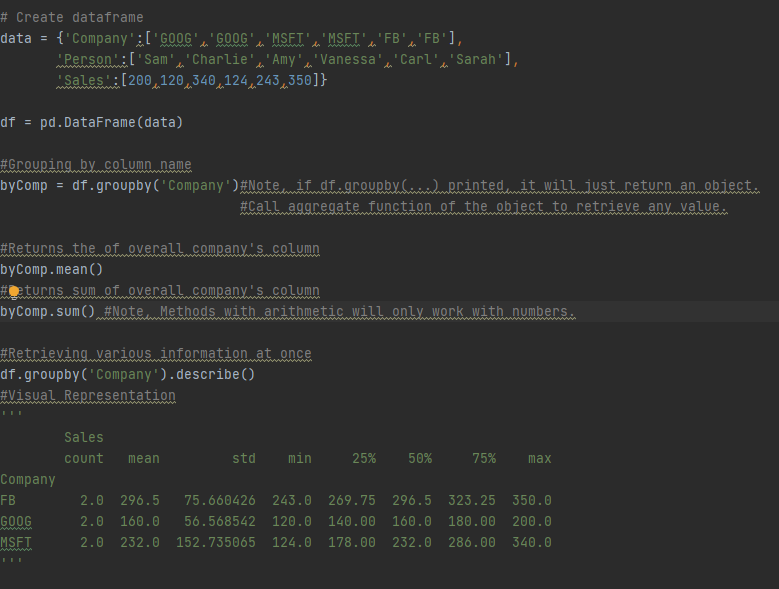 # Create dataframe
data = {'Company':['GOOG','GOOG','MSFT','MSFT','FB','FB'],
'Person':['Sam','Charlie','Amy','Vanessa','Carl','Sarah'],
'Sales':[200,120,340,124,243,350]}
df = pd.DataFrame(data)
#Grouping by column name
byComp = df.groupby('Company')#Note, if df.groupby(...) printed, it will just return an object.
#Call aggregate function of the object to retrieve any value.
#Returns the of overall company's column
byComp.mean()
#Returns sum of overall company's column
byComp.sum() #Note, Methods with arithmetic will only work with numbers.
#Retrieving various information at once
df.groupby('Company').describe()
#Visual Representation
'''
Sales
count mean std min 25% 50% 75% max
Company
FB 2.0 296.5 75.660426 243.0 269.75 296.5 323.25 350.0
GOOG 2.0 160.0 56.568542 120.0 140.00 160.0 180.00 200.0
MSFT 2.0 232.0 152.735065 124.0 178.00 232.0 286.00 340.0
'''